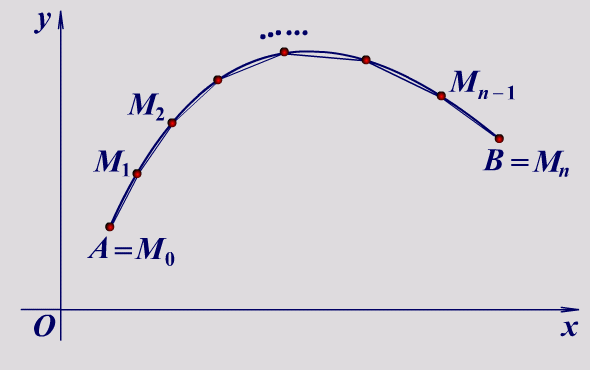 y
......
M₂
Mₙ₋₁
M₁
B = Mₙ
A = M₀
O
x